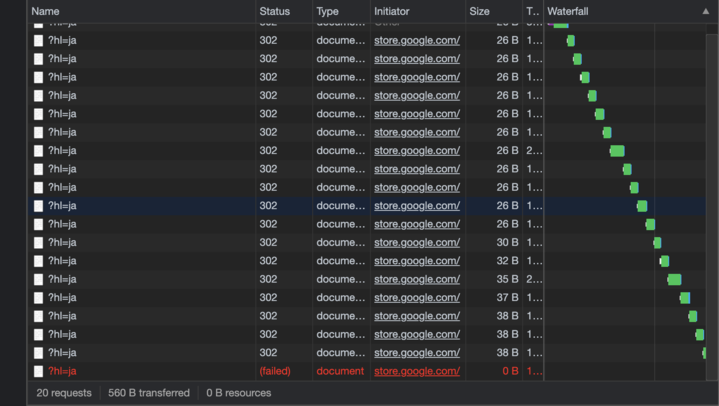 Name Status Type Initiator Size T.. Waterfall
?hl=ja 302 docume... store.google.com/ 26 B 1...
?hl=ja 302 docume... store.google.com/ 26 B 1...
?hl=ja 302 docume... store.google.com/ 26 B 1...
?hl=ja 302 docume... store.google.com/ 26 B 1...
?hl=ja 302 docume... store.google.com/ 26 B 1...
?hl=ja 302 docume... store.google.com/ 26 B 1...
?hl=ja 302 docume... store.google.com/ 26 B 2...
?hl=ja 302 docume... store.google.com/ 26 B 1...
?hl=ja 302 docume... store.google.com/ 26 B 1...
?hl=ja 302 docume... store.google.com/ 26 B 1...
?hl=ja 302 docume... store.google.com/ 26 B 1...
?hl=ja 302 docume... store.google.com/ 30 B 1...
?hl=ja 302 docume... store.google.com/ 32 B 1...
?hl=ja 302 docume... store.google.com/ 35 B 2...
?hl=ja 302 docume... store.google.com/ 37 B 1...
?hl=ja 302 docume... store.google.com/ 38 B 1...
?hl=ja 302 docume... store.google.com/ 38 B 1...
?hl=ja 302 docume... store.google.com/ 38 B 1...
?hl=ja (failed) document store.google.com/ 0 B 1...
20 requests 560 B transferred 0 B resources